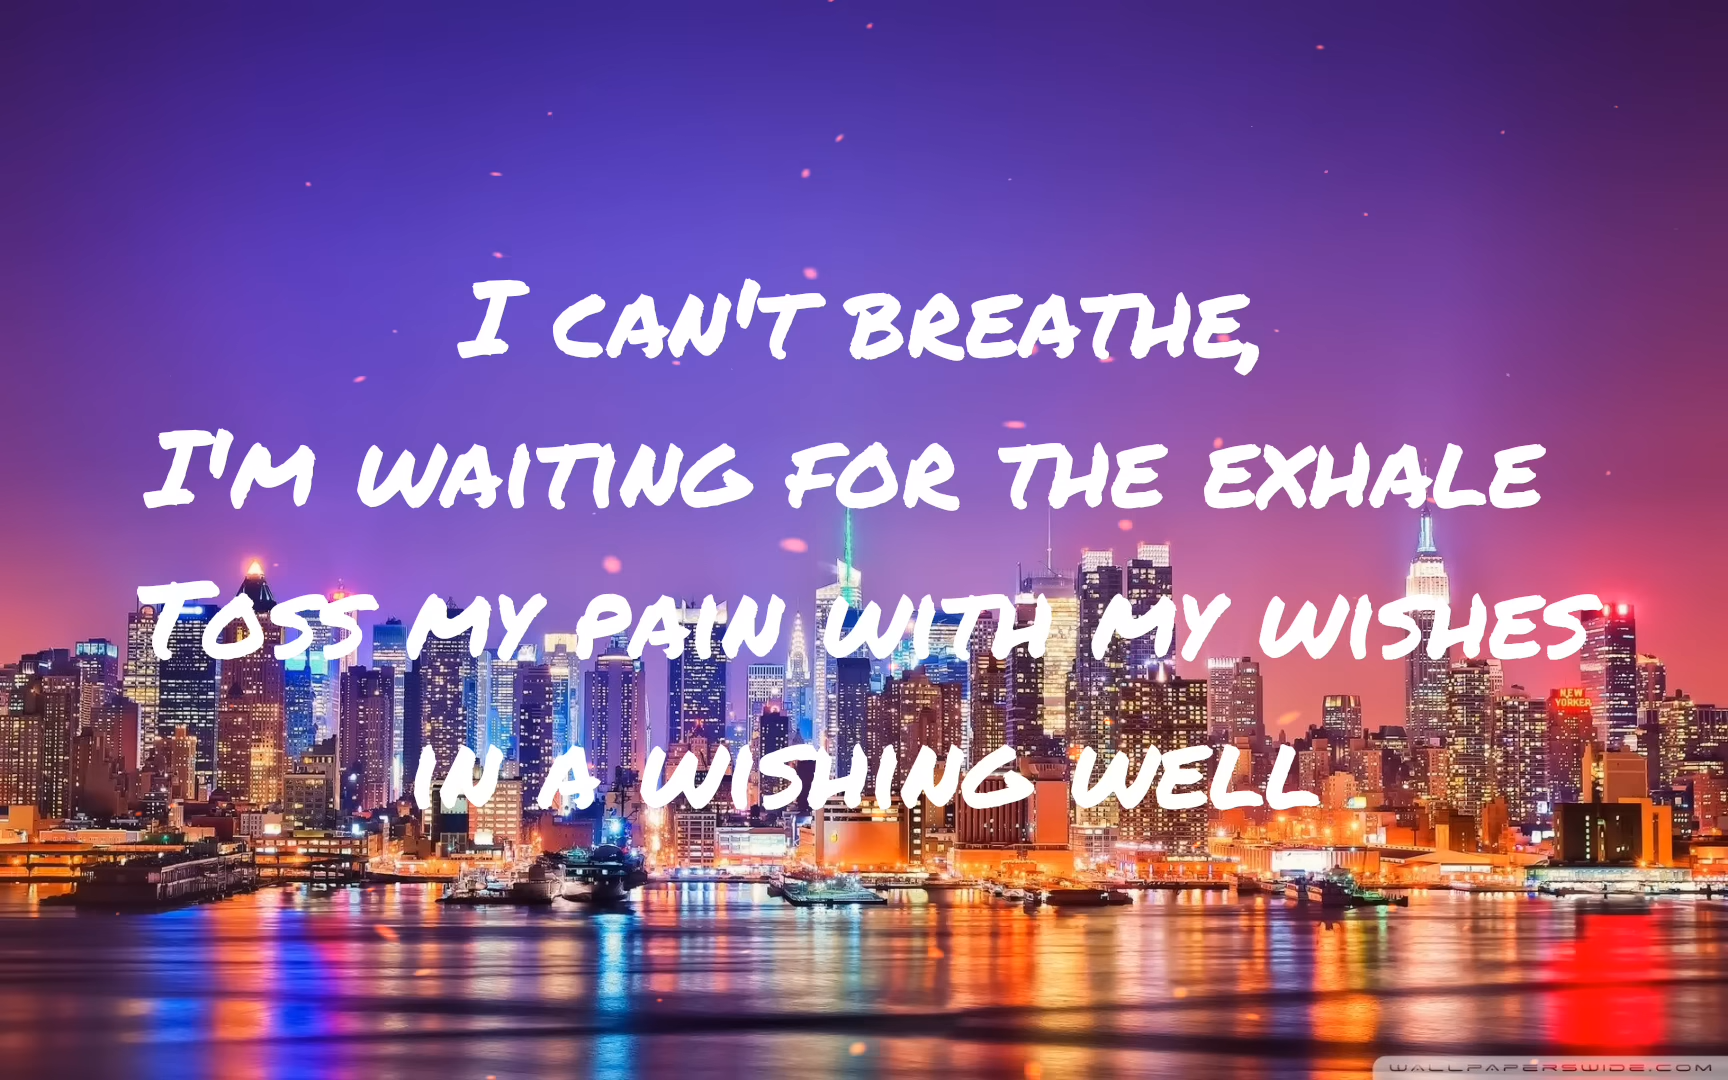 I can't breathe,
I'm waiting for the exhale
Toss my pain with my wishes
in a wishing well
NEW
YORKER
WALLPAPERSWIDE.COM